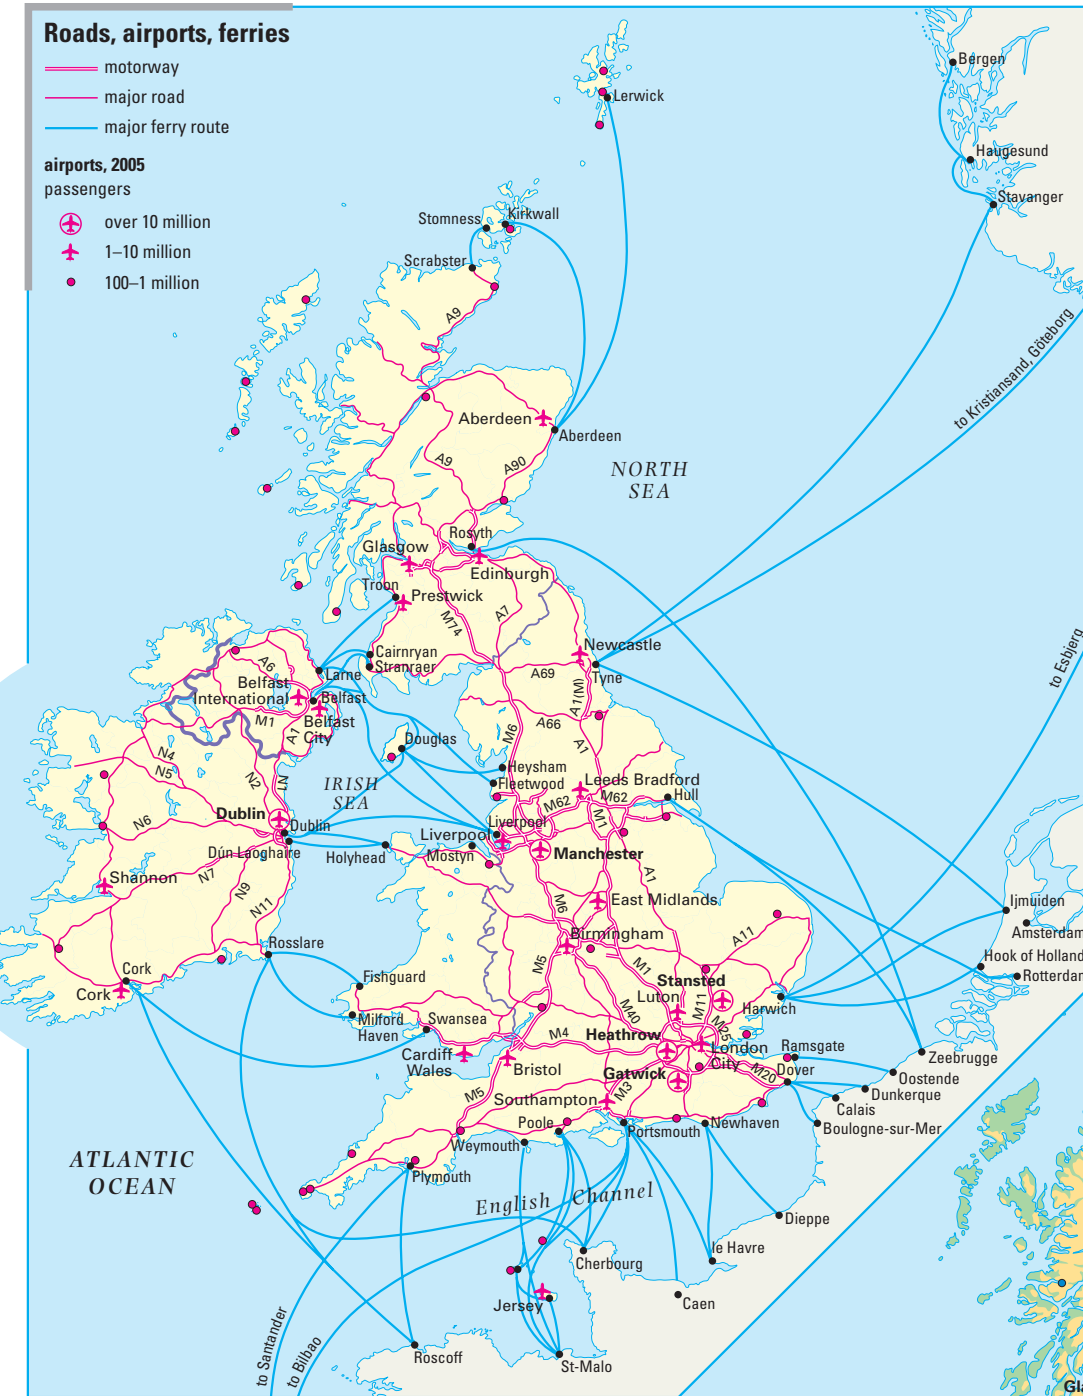 Roads, airports, ferries
motorway
major road
major ferry route
airports, 2005
passengers
over 10 million
1–10 million
100–1 million
Bergen
Lerwick
Haugesund
Stavanger
Stomness
Kirkwall
Scrabster
A9
to Kristiansand, Göteborg
Aberdeen
Aberdeen
A9
A90
NORTH
SEA
Rosyth
Glasgow
Edinburgh
Troon
Prestwick
M74
A7
Cairnryan
Stranraer
Newcastle
Tyne
A69
to Esbjerg
A6
Larne
Belfast
International
Belfast
Belfast
City
M1
A1
A1(M)
A66
M6
A1
Douglas
N4
N5
N2
N1
IRISH
SEA
Heysham
Fleetwood
Leeds Bradford
Hull
M62
M62
M1
N6
Dublin
Dublin
Dún Laoghaire
Liverpool
Liverpool
Holyhead
Mostyn
Manchester
A1
Shannon
N7
N9
N11
M6
East Midlands
Ijmuiden
Amsterdam
A11
Birmingham
Rosslare
M5
M1
Hook of Holland
Rotterdam
Stansted
Cork
Cork
Fishguard
Luton
M11
Harwich
Milford
Haven
Swansea
M40
M25
M4
Heathrow
London
City
Ramsgate
Zeebrugge
Cardiff
Wales
Bristol
Gatwick
M20
Dover
Oostende
Dunkerque
M5
M3
Southampton
Calais
Boulogne-sur-Mer
Poole
Portsmouth
Newhaven
Weymouth
Plymouth
ATLANTIC
OCEAN
English Channel
Dieppe
le Havre
Cherbourg
Caen
Jersey
to Santander
to Bilbao
Roscoff
St-Malo
Gla